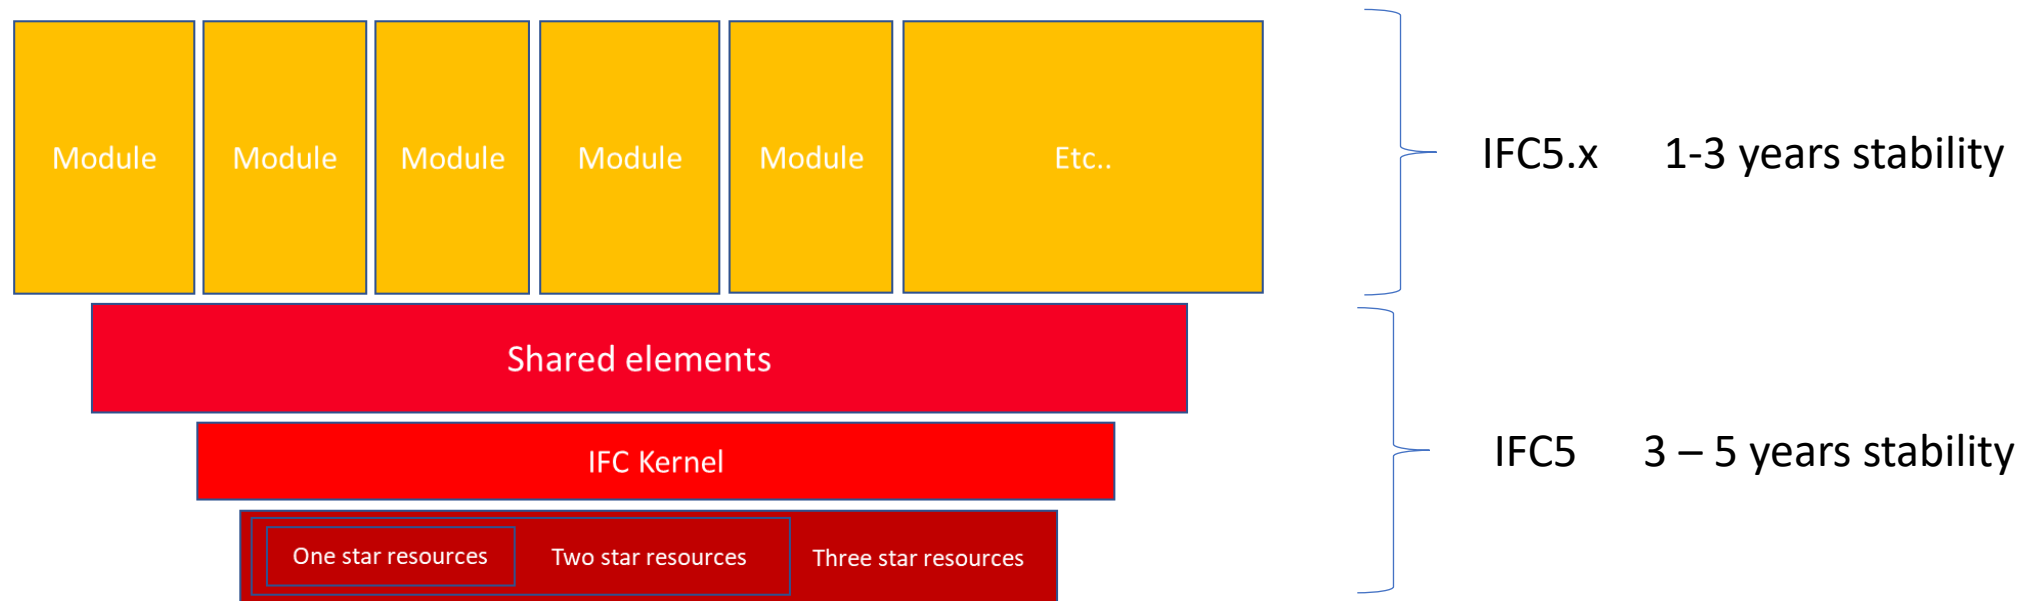 Module
Module
Module
Module
Module
Etc..
IFC5.x 1-3 years stability
Shared elements
IFC Kernel
IFC5 3 – 5 years stability
One star resources
Two star resources
Three star resources